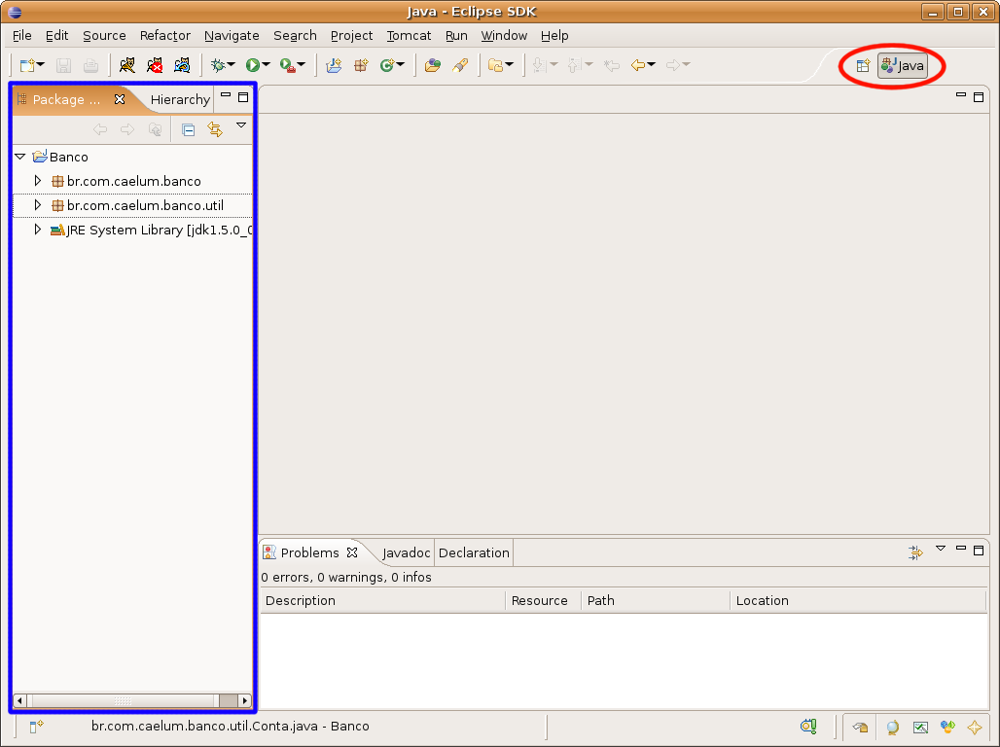 Java - Eclipse SDK
File Edit Source Refactor Navigate Search Project Tomcat Run Window Help
Java
Package ... Hierarchy
Banco
br.com.caelum.banco
br.com.caelum.banco.util
JRE System Library [jdk1.5.0_0
Problems Javadoc Declaration
0 errors, 0 warnings, 0 infos
Description Resource Path Location
br.com.caelum.banco.util.Conta.java - Banco